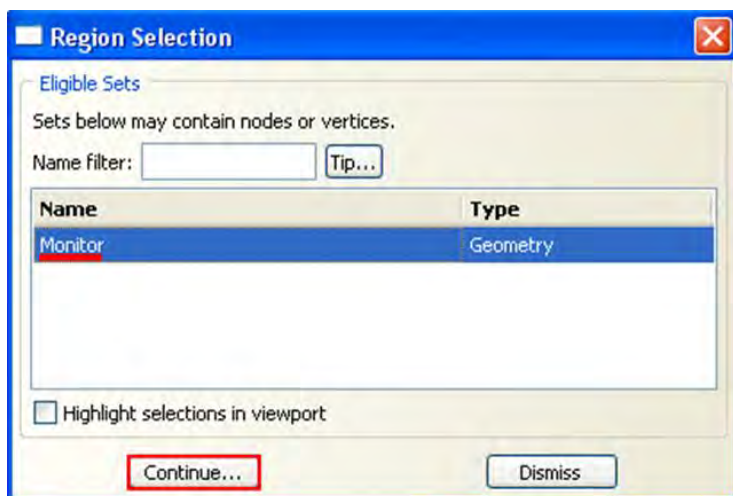 Region Selection
Eligible Sets
Sets below may contain nodes or vertices.
Name filter: Tip...
Name Type
Monitor Geometry
Highlight selections in viewport
Continue... Dismiss